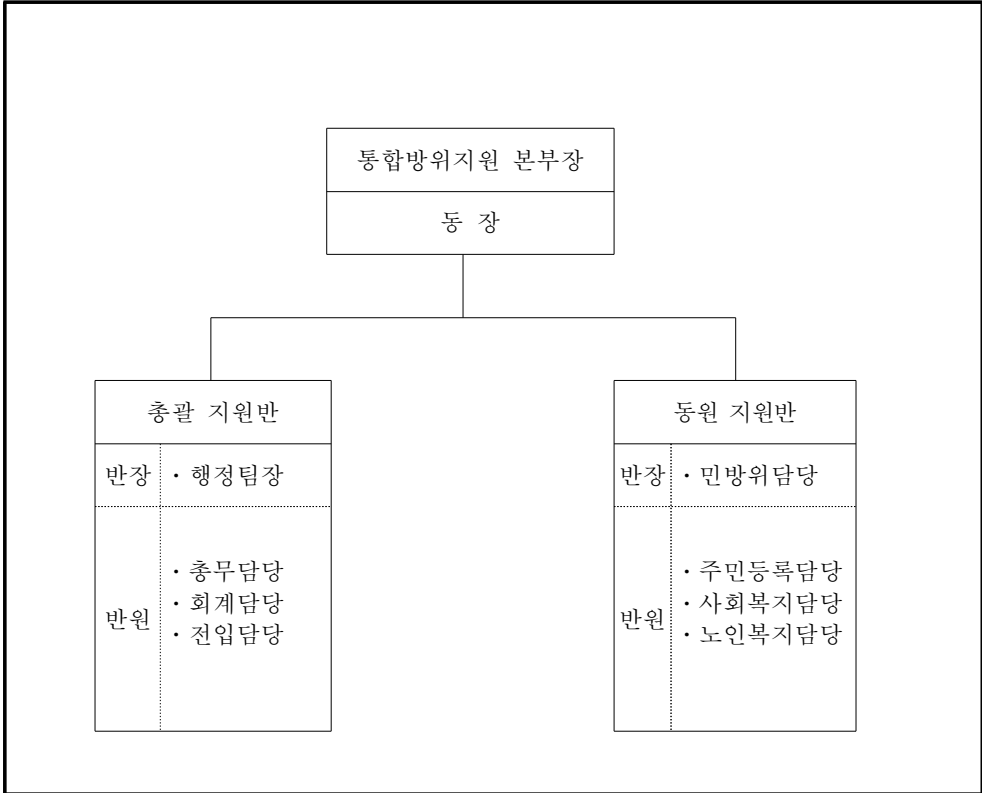 통합방위지원 본부장
동 장
총괄 지원반
반장 ・행정팀장
반원
・총무담당
・회계담당
・전입담당
동원 지원반
반장 ・민방위담당
반원
・주민등록담당
・사회복지담당
・노인복지담당